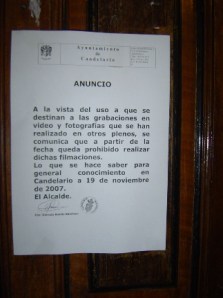 Ayuntamiento
de
Candelario
ANUNCIO
A la vista del uso a que se
destinan a las grabaciones en
video y fotografías que se han
realizado en otros plenos, se
comunica que a partir de la
fecha queda prohibido realizar
dichas filmaciones.
Lo que se hace saber para
general conocimiento en
Candelario a 19 de noviembre
de 2007.
El Alcalde.